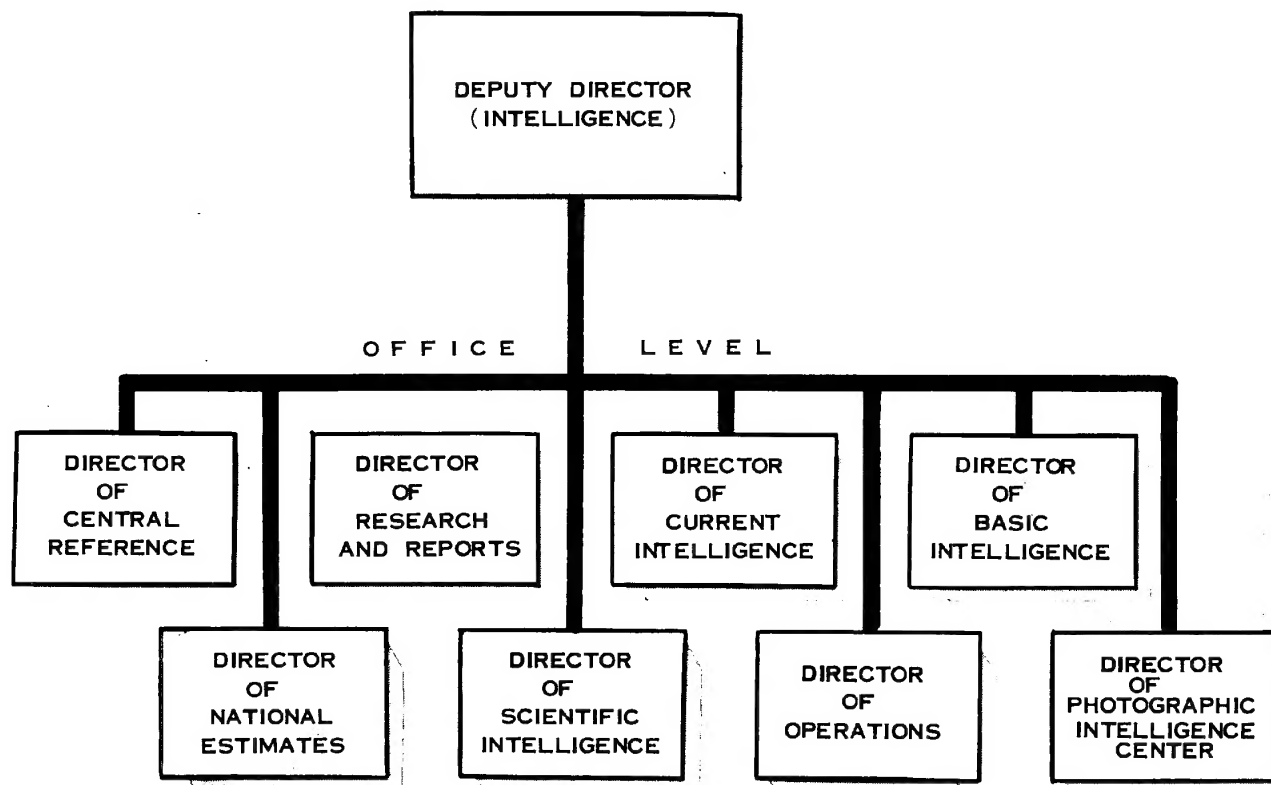 DEPUTY DIRECTOR
(INTELLIGENCE)
OFFICE LEVEL
DIRECTOR
OF
CENTRAL
REFERENCE
DIRECTOR
OF
RESEARCH
AND REPORTS
DIRECTOR
OF
CURRENT
INTELLIGENCE
DIRECTOR
OF
BASIC
INTELLIGENCE
DIRECTOR
OF
NATIONAL
ESTIMATES
DIRECTOR
OF
SCIENTIFIC
INTELLIGENCE
DIRECTOR
OF
OPERATIONS
DIRECTOR
OF
PHOTOGRAPHIC
INTELLIGENCE
CENTER